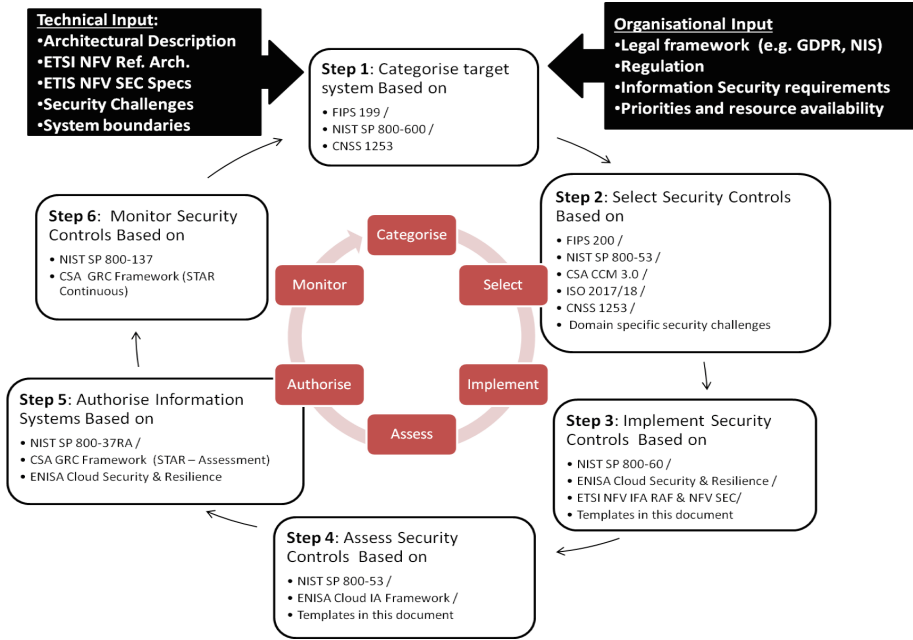 Technical Input:
•Architectural Description
•ETSI NFV Ref. Arch.
•ETIS NFV SEC Specs
•Security Challenges
•System boundaries
Organisational Input
•Legal framework (e.g. GDPR, NIS)
•Regulation
•Information Security requirements
•Priorities and resource availability
Step 1: Categorise target
system Based on
• FIPS 199 /
• NIST SP 800-600 /
• CNSS 1253
Step 2: Select Security Controls
Based on
• FIPS 200 /
• NIST SP 800-53 /
• CSA CCM 3.0 /
• ISO 2017/18 /
• CNSS 1253 /
• Domain specific security challenges
Step 3: Implement Security
Controls Based on
• NIST SP 800-60 /
• ENISA Cloud Security & Resilience /
• ETSI NFV IFA RAF & NFV SEC/
• Templates in this document
Step 4: Assess Security
Controls Based on
• NIST SP 800-53 /
• ENISA Cloud IA Framework /
• Templates in this document
Step 5: Authorise Information
Systems Based on
• NIST SP 800-37RA /
• CSA GRC Framework (STAR – Assessment)
• ENISA Cloud Security & Resilience
Step 6: Monitor Security
Controls Based on
• NIST SP 800-137
• CSA GRC Framework (STAR
Continuous)
Categorise
Select
Implement
Assess
Authorise
Monitor